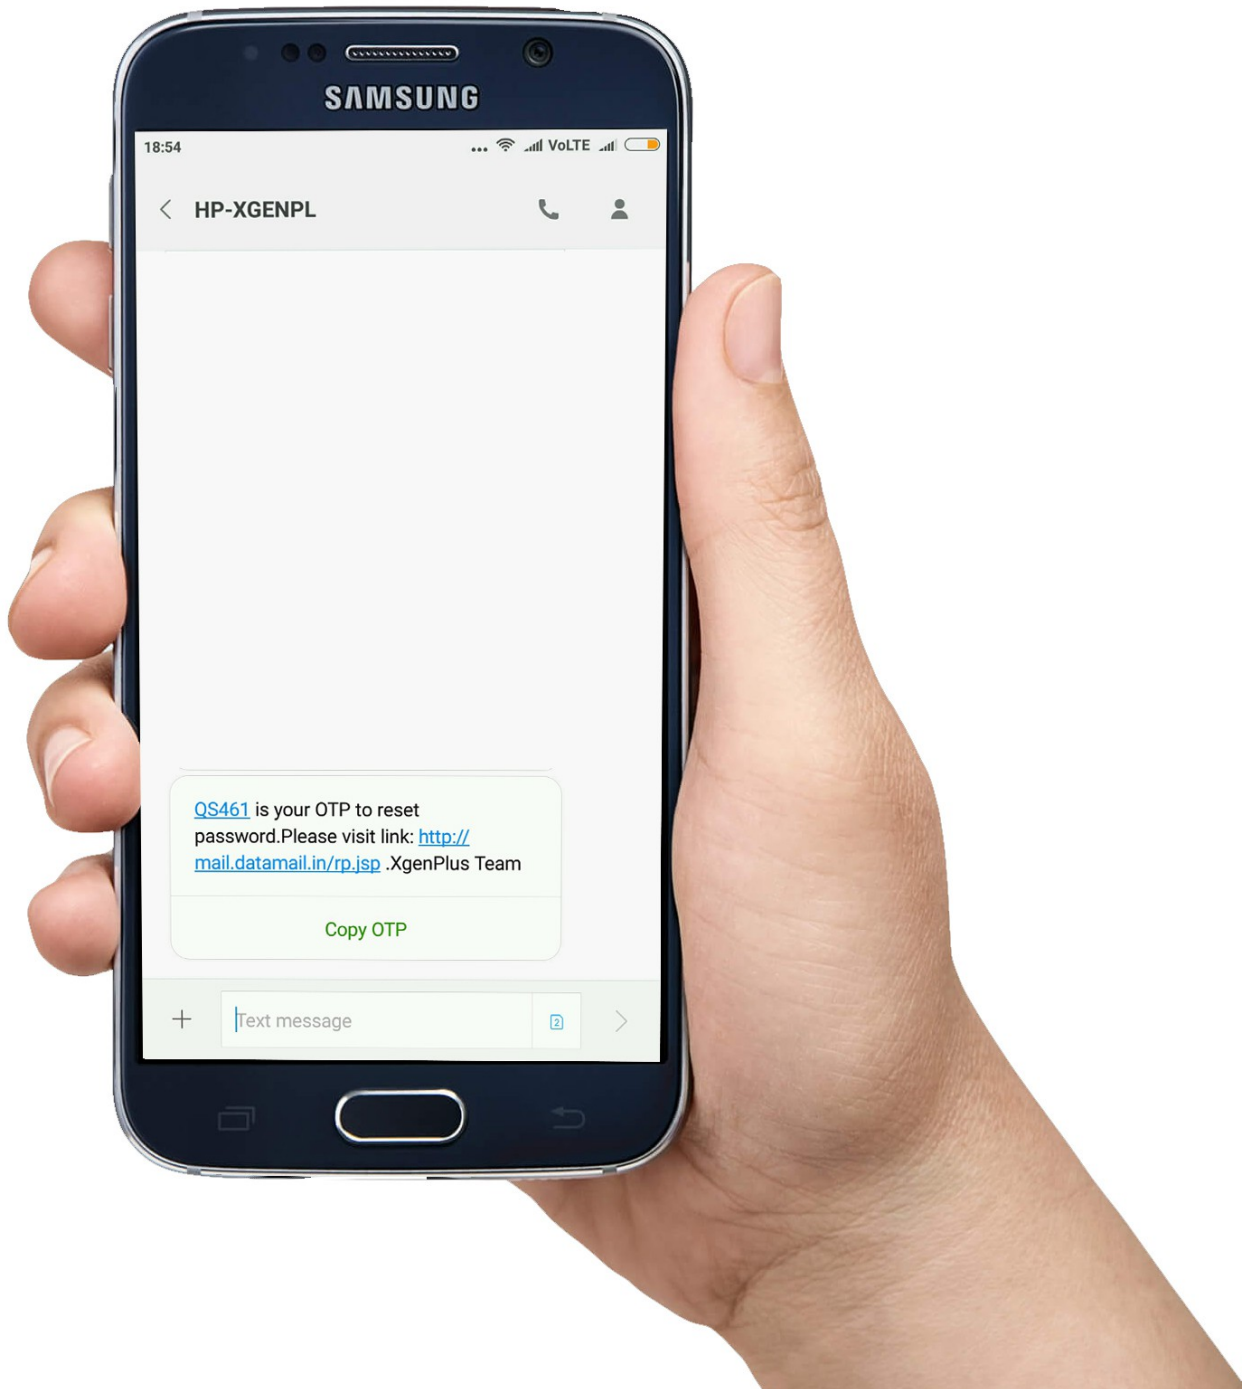 SAMSUNG
18:54 ... VoLTE
HP-XGENPL
QS461 is your OTP to reset
password.Please visit link: http://
mail.datamail.in/rp.jsp .XgenPlus Team
Copy OTP
Text message 2